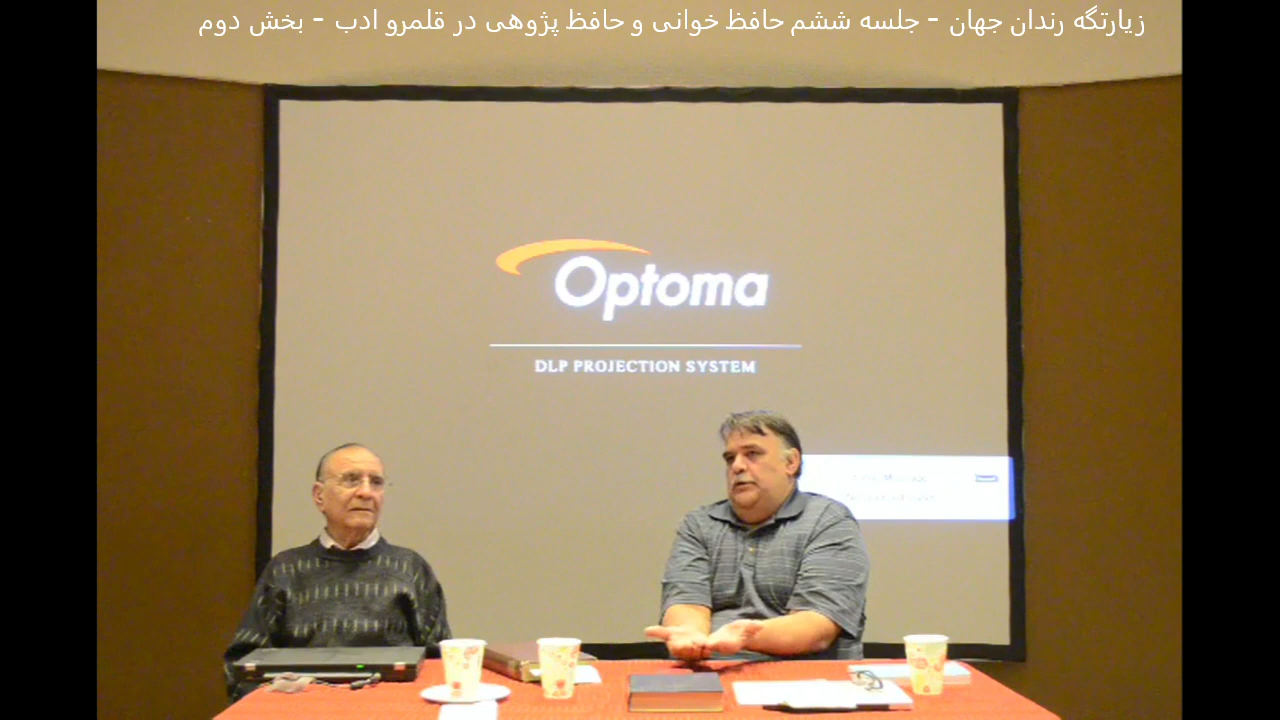 زیارتگه رندان جهان - جلسه ششم حافظ خوانی و حافظ پژوهی در قلمرو ادب - بخش دوم
Optoma
DLP PROJECTION SYSTEM